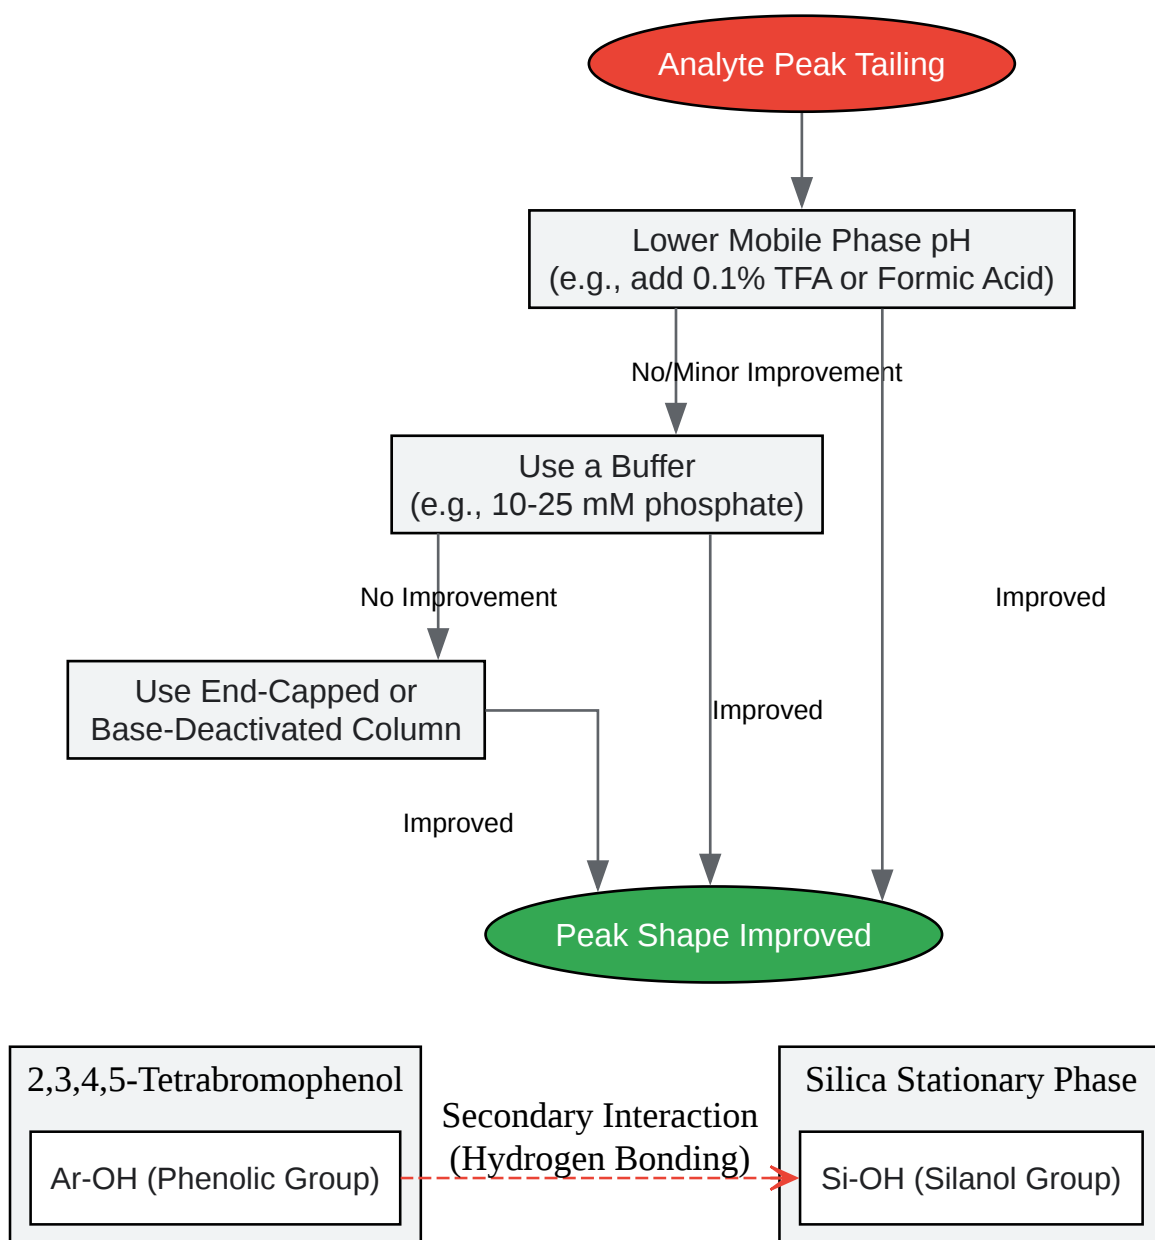 Analyte Peak Tailing
Lower Mobile Phase pH
(e.g., add 0.1% TFA or Formic Acid)
No/Minor Improvement
Use a Buffer
(e.g., 10-25 mM phosphate)
No Improvement
Improved
Use End-Capped or
Base-Deactivated Column
Improved
Improved
Peak Shape Improved
2,3,4,5-Tetrabromophenol
Ar-OH (Phenolic Group)
Secondary Interaction
(Hydrogen Bonding)
Silica Stationary Phase
Si-OH (Silanol Group)